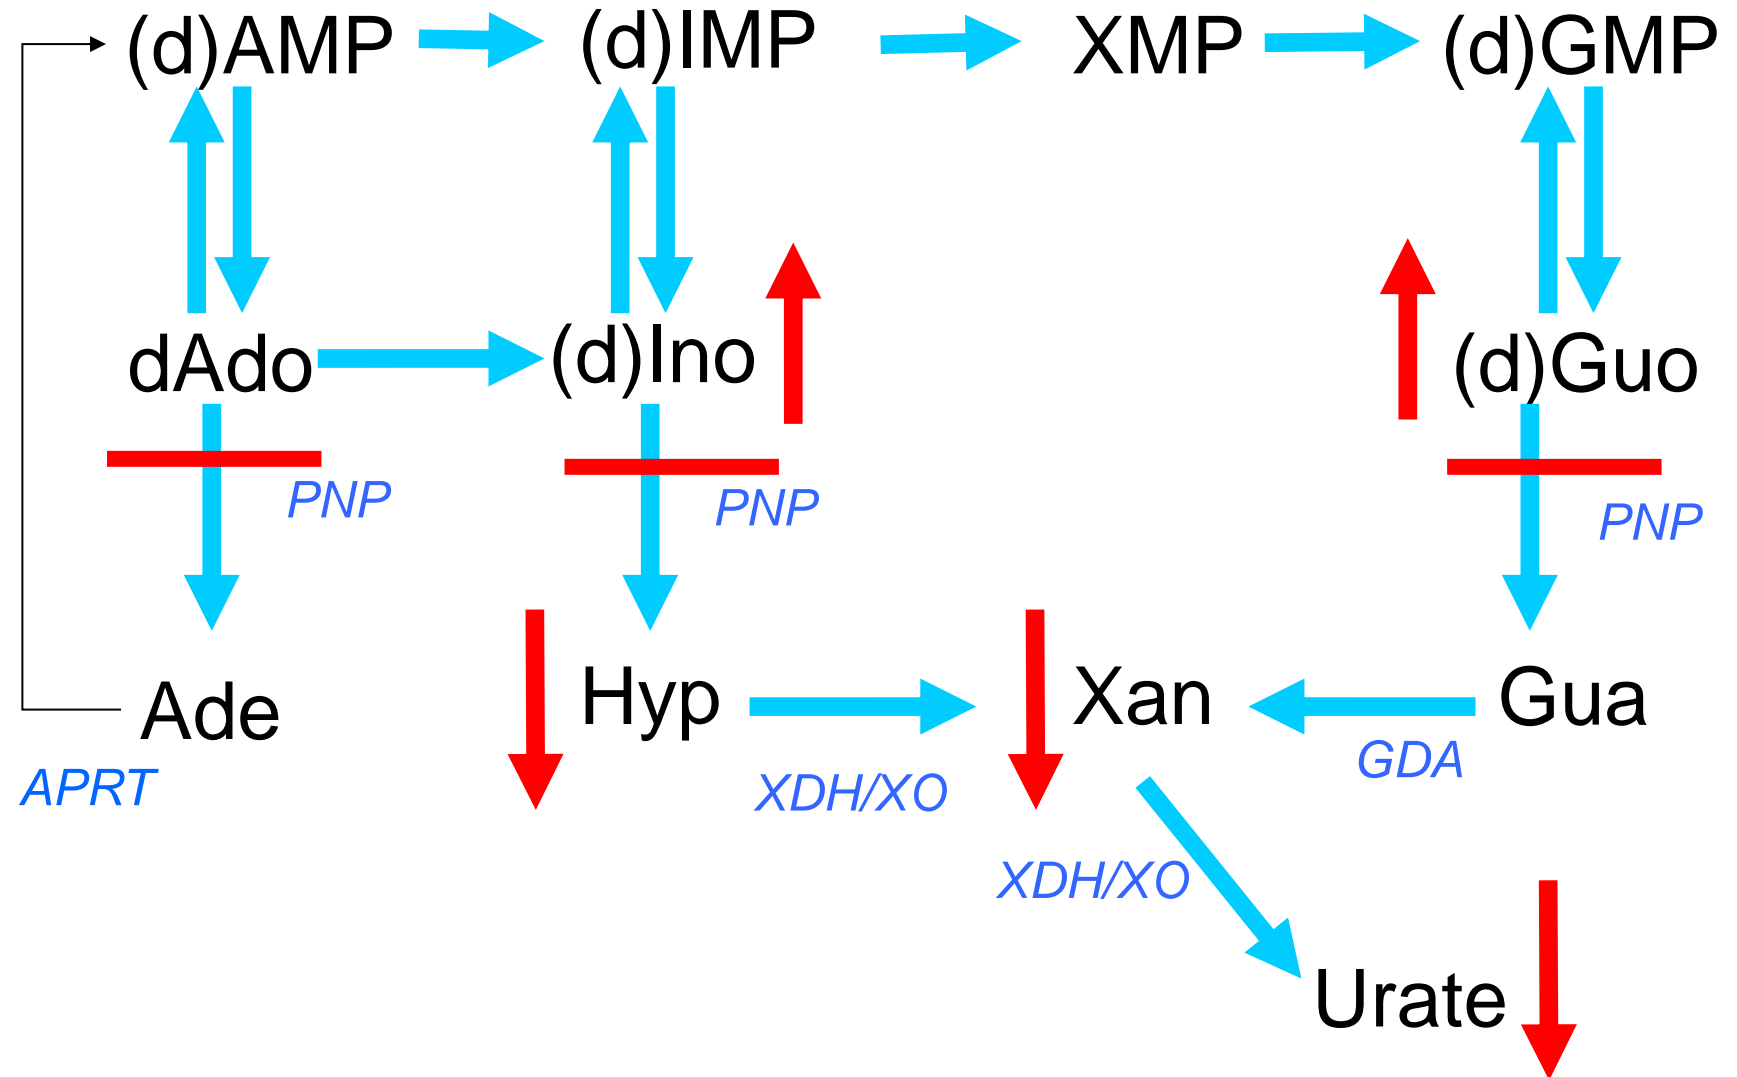 (d)AMP (d)IMP XMP (d)GMP
dAdo (d)Ino (d)Guo
PNP PNP PNP
Ade Hyp Xan Gua
APRT XDH/XO GDA
XDH/XO
Urate